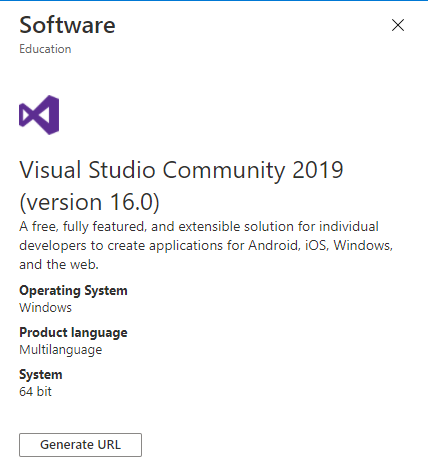 Software
Education
Visual Studio Community 2019
(version 16.0)
A free, fully featured, and extensible solution for individual
developers to create applications for Android, iOS, Windows,
and the web.
Operating System
Windows
Product language
Multilanguage
System
64 bit
Generate URL